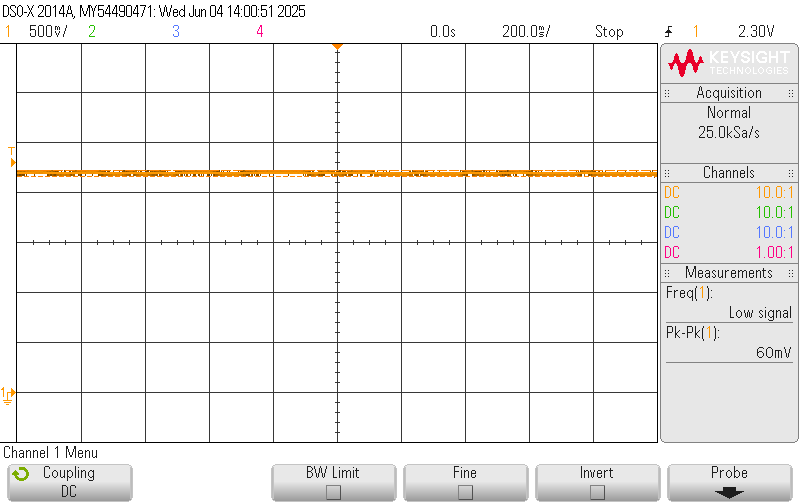 DSO-X 2014A, MY54490471: Wed Jun 04 14:00:51 2025
1 500mV/ 2 3 4 0.0s 200.0ms/ Stop 1 2.30V
KEYSIGHT
TECHNOLOGIES
Acquisition
Normal
25.0kSa/s
Channels
DC 10.0:1
DC 10.0:1
DC 10.0:1
DC 1.00:1
Measurements
Freq(1):
Low signal
Pk-Pk(1):
60mV
T
1
Channel 1 Menu
Coupling
DC
BW Limit
Fine
Invert
Probe